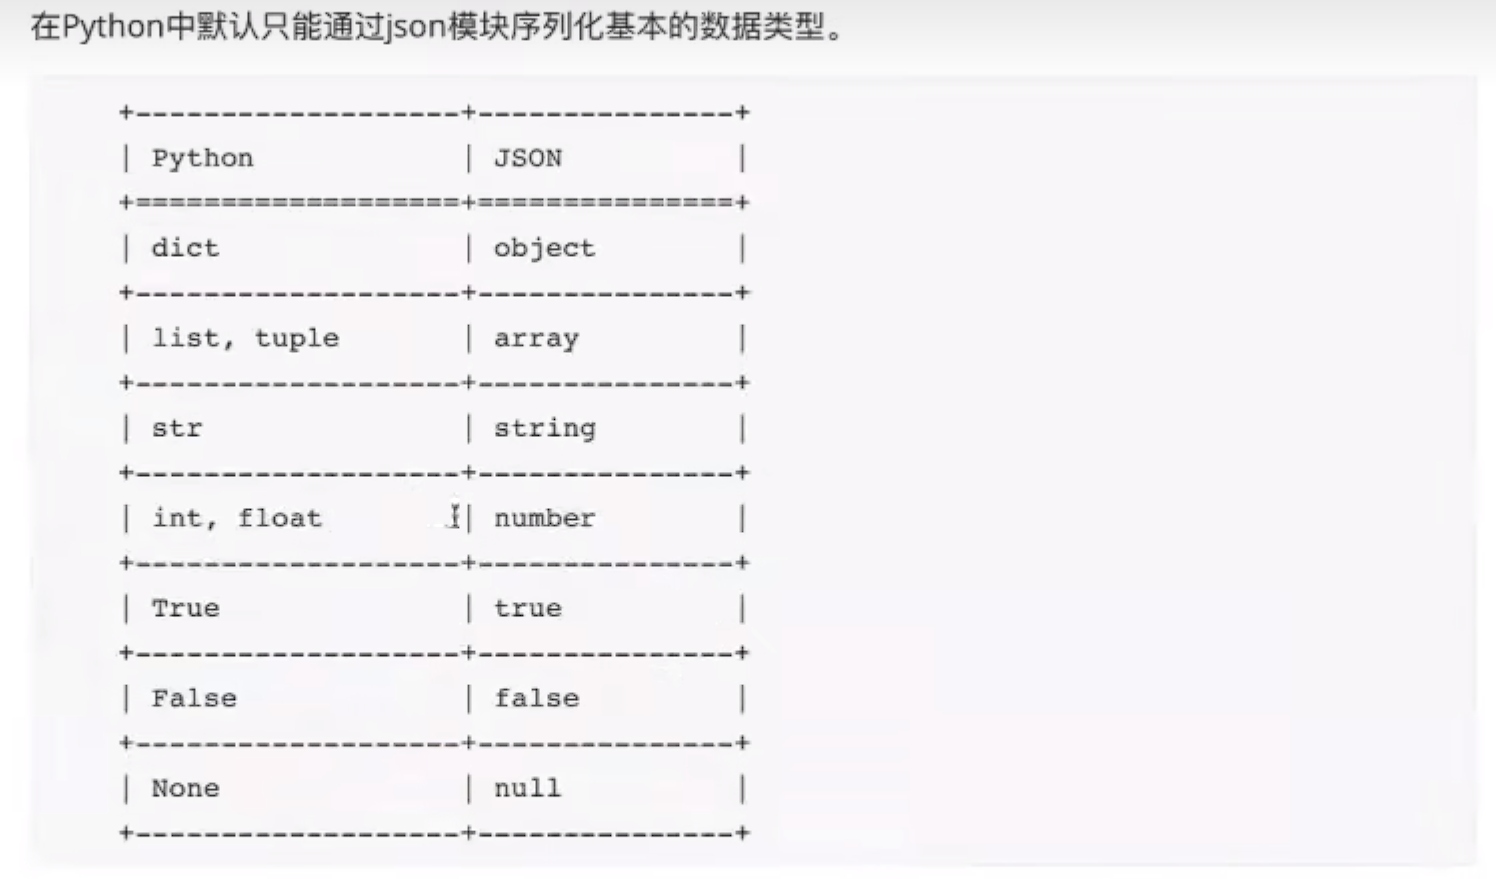 在Python中默认只能通过json模块序列化基本的数据类型。
+-------------------+---------------+
| Python            | JSON          |
+===================+===============+
| dict              | object        |
+-------------------+---------------+
| list, tuple       | array         |
+-------------------+---------------+
| str               | string        |
+-------------------+---------------+
| int, float        | number        |
+-------------------+---------------+
| True              | true          |
+-------------------+---------------+
| False             | false         |
+-------------------+---------------+
| None              | null          |
+-------------------+---------------+